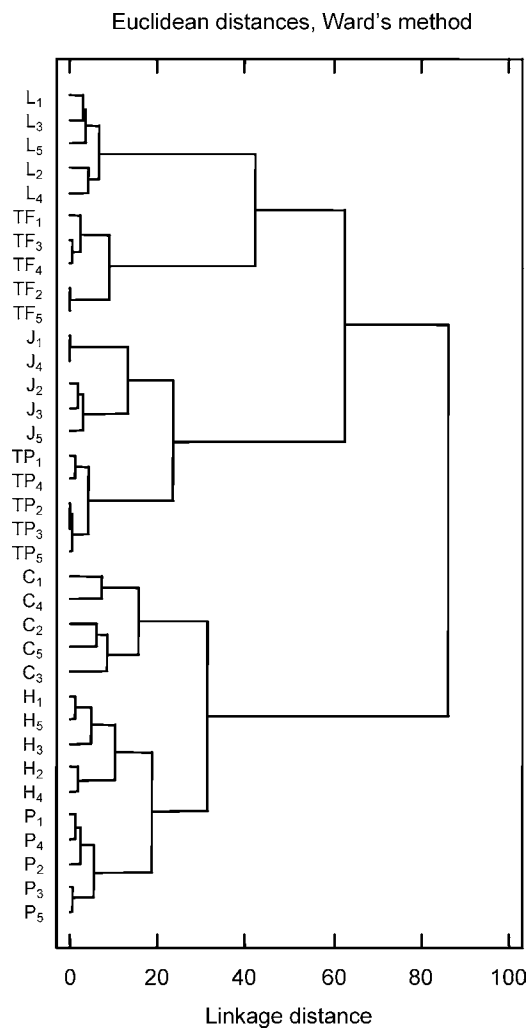 Euclidean distances, Ward's method
L₁
L₃
L₅
L₂
L₄
TF₁
TF₃
TF₄
TF₂
TF₅
J₁
J₄
J₂
J₃
J₅
TP₁
TP₄
TP₂
TP₃
TP₅
C₁
C₄
C₂
C₅
C₃
H₁
H₅
H₃
H₂
H₄
P₁
P₄
P₂
P₃
P₅
0 20 40 60 80 100
Linkage distance